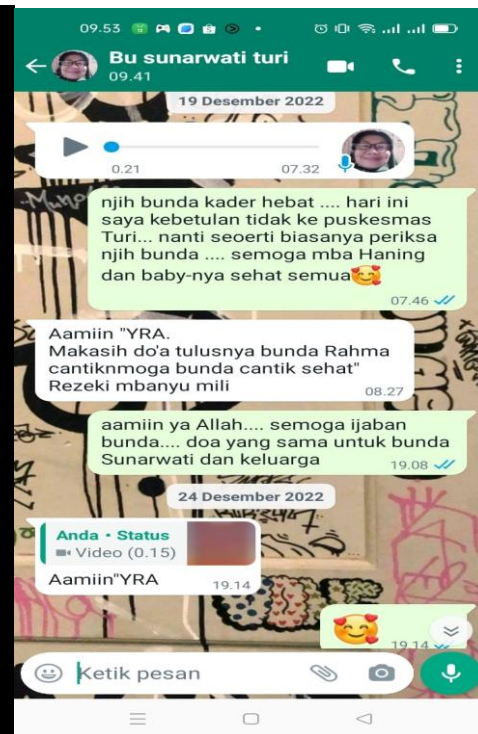 09.53
Bu sunarwati turi
09.41
19 Desember 2022
0.21
07.32
njih bunda kader hebat .... hari ini
saya kebetulan tidak ke puskesmas
Turi... nanti seoerti biasanya periksa
njih bunda .... semoga mba Haning
dan baby-nya sehat semua🥰
07.46
Aamiin "YRA.
Makasih do'a tulusnya bunda Rahma
cantiknmoga bunda cantik sehat"
Rezeki mbanyu mili
08.27
aamiin ya Allah.... semoga ijaban
bunda.... doa yang sama untuk bunda
Sunarwati dan keluarga
19.08
24 Desember 2022
Anda • Status
Video (0.15)
Aamiin"YRA
19.14
🥰
19.14
Ketik pesan